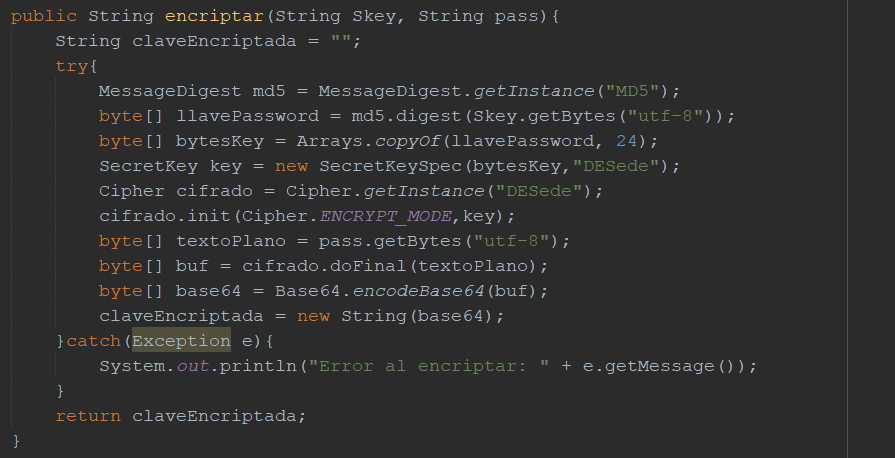 public String encriptar(String Skey, String pass){
    String claveEncriptada = "";
    try{
        MessageDigest md5 = MessageDigest.getInstance("MD5");
        byte[] llavePassword = md5.digest(Skey.getBytes("utf-8"));
        byte[] bytesKey = Arrays.copyOf(llavePassword, 24);
        SecretKey key = new SecretKeySpec(bytesKey,"DESede");
        Cipher cifrado = Cipher.getInstance("DESede");
        cifrado.init(Cipher.ENCRYPT_MODE,key);
        byte[] textoPlano = pass.getBytes("utf-8");
        byte[] buf = cifrado.doFinal(textoPlano);
        byte[] base64 = Base64.encodeBase64(buf);
        claveEncriptada = new String(base64);
    }catch(Exception e){
        System.out.println("Error al encriptar: " + e.getMessage());
    }
    return claveEncriptada;
}